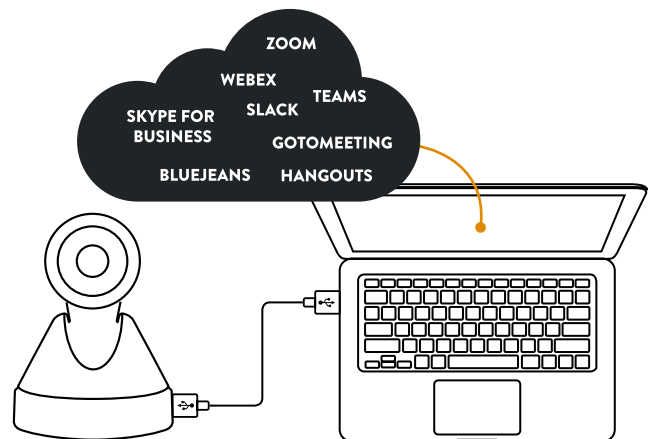 ZOOM
WEBEX
TEAMS
SLACK
SKYPE FOR
BUSINESS
GOTOMEETING
BLUEJEANS
HANGOUTS